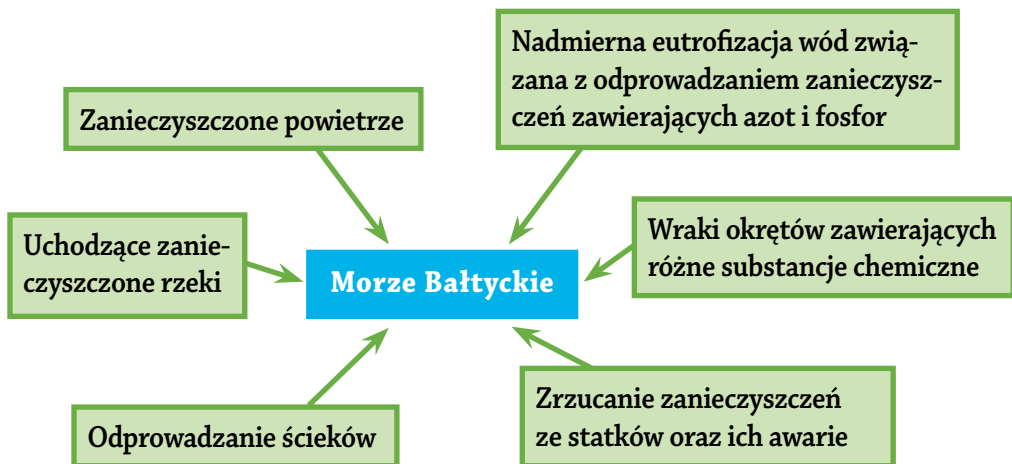 Nadmierna eutrofizacja wód zwią-
zana z odprowadzaniem zanieczysz-
czeń zawierających azot i fosfor
Zanieczyszczone powietrze
Uchodzące zanie-
czyszczone rzeki
Morze Bałtyckie
Wraki okrętów zawierających
różne substancje chemiczne
Odprowadzanie ścieków
Zrzucanie zanieczyszczeń
ze statków oraz ich awarie